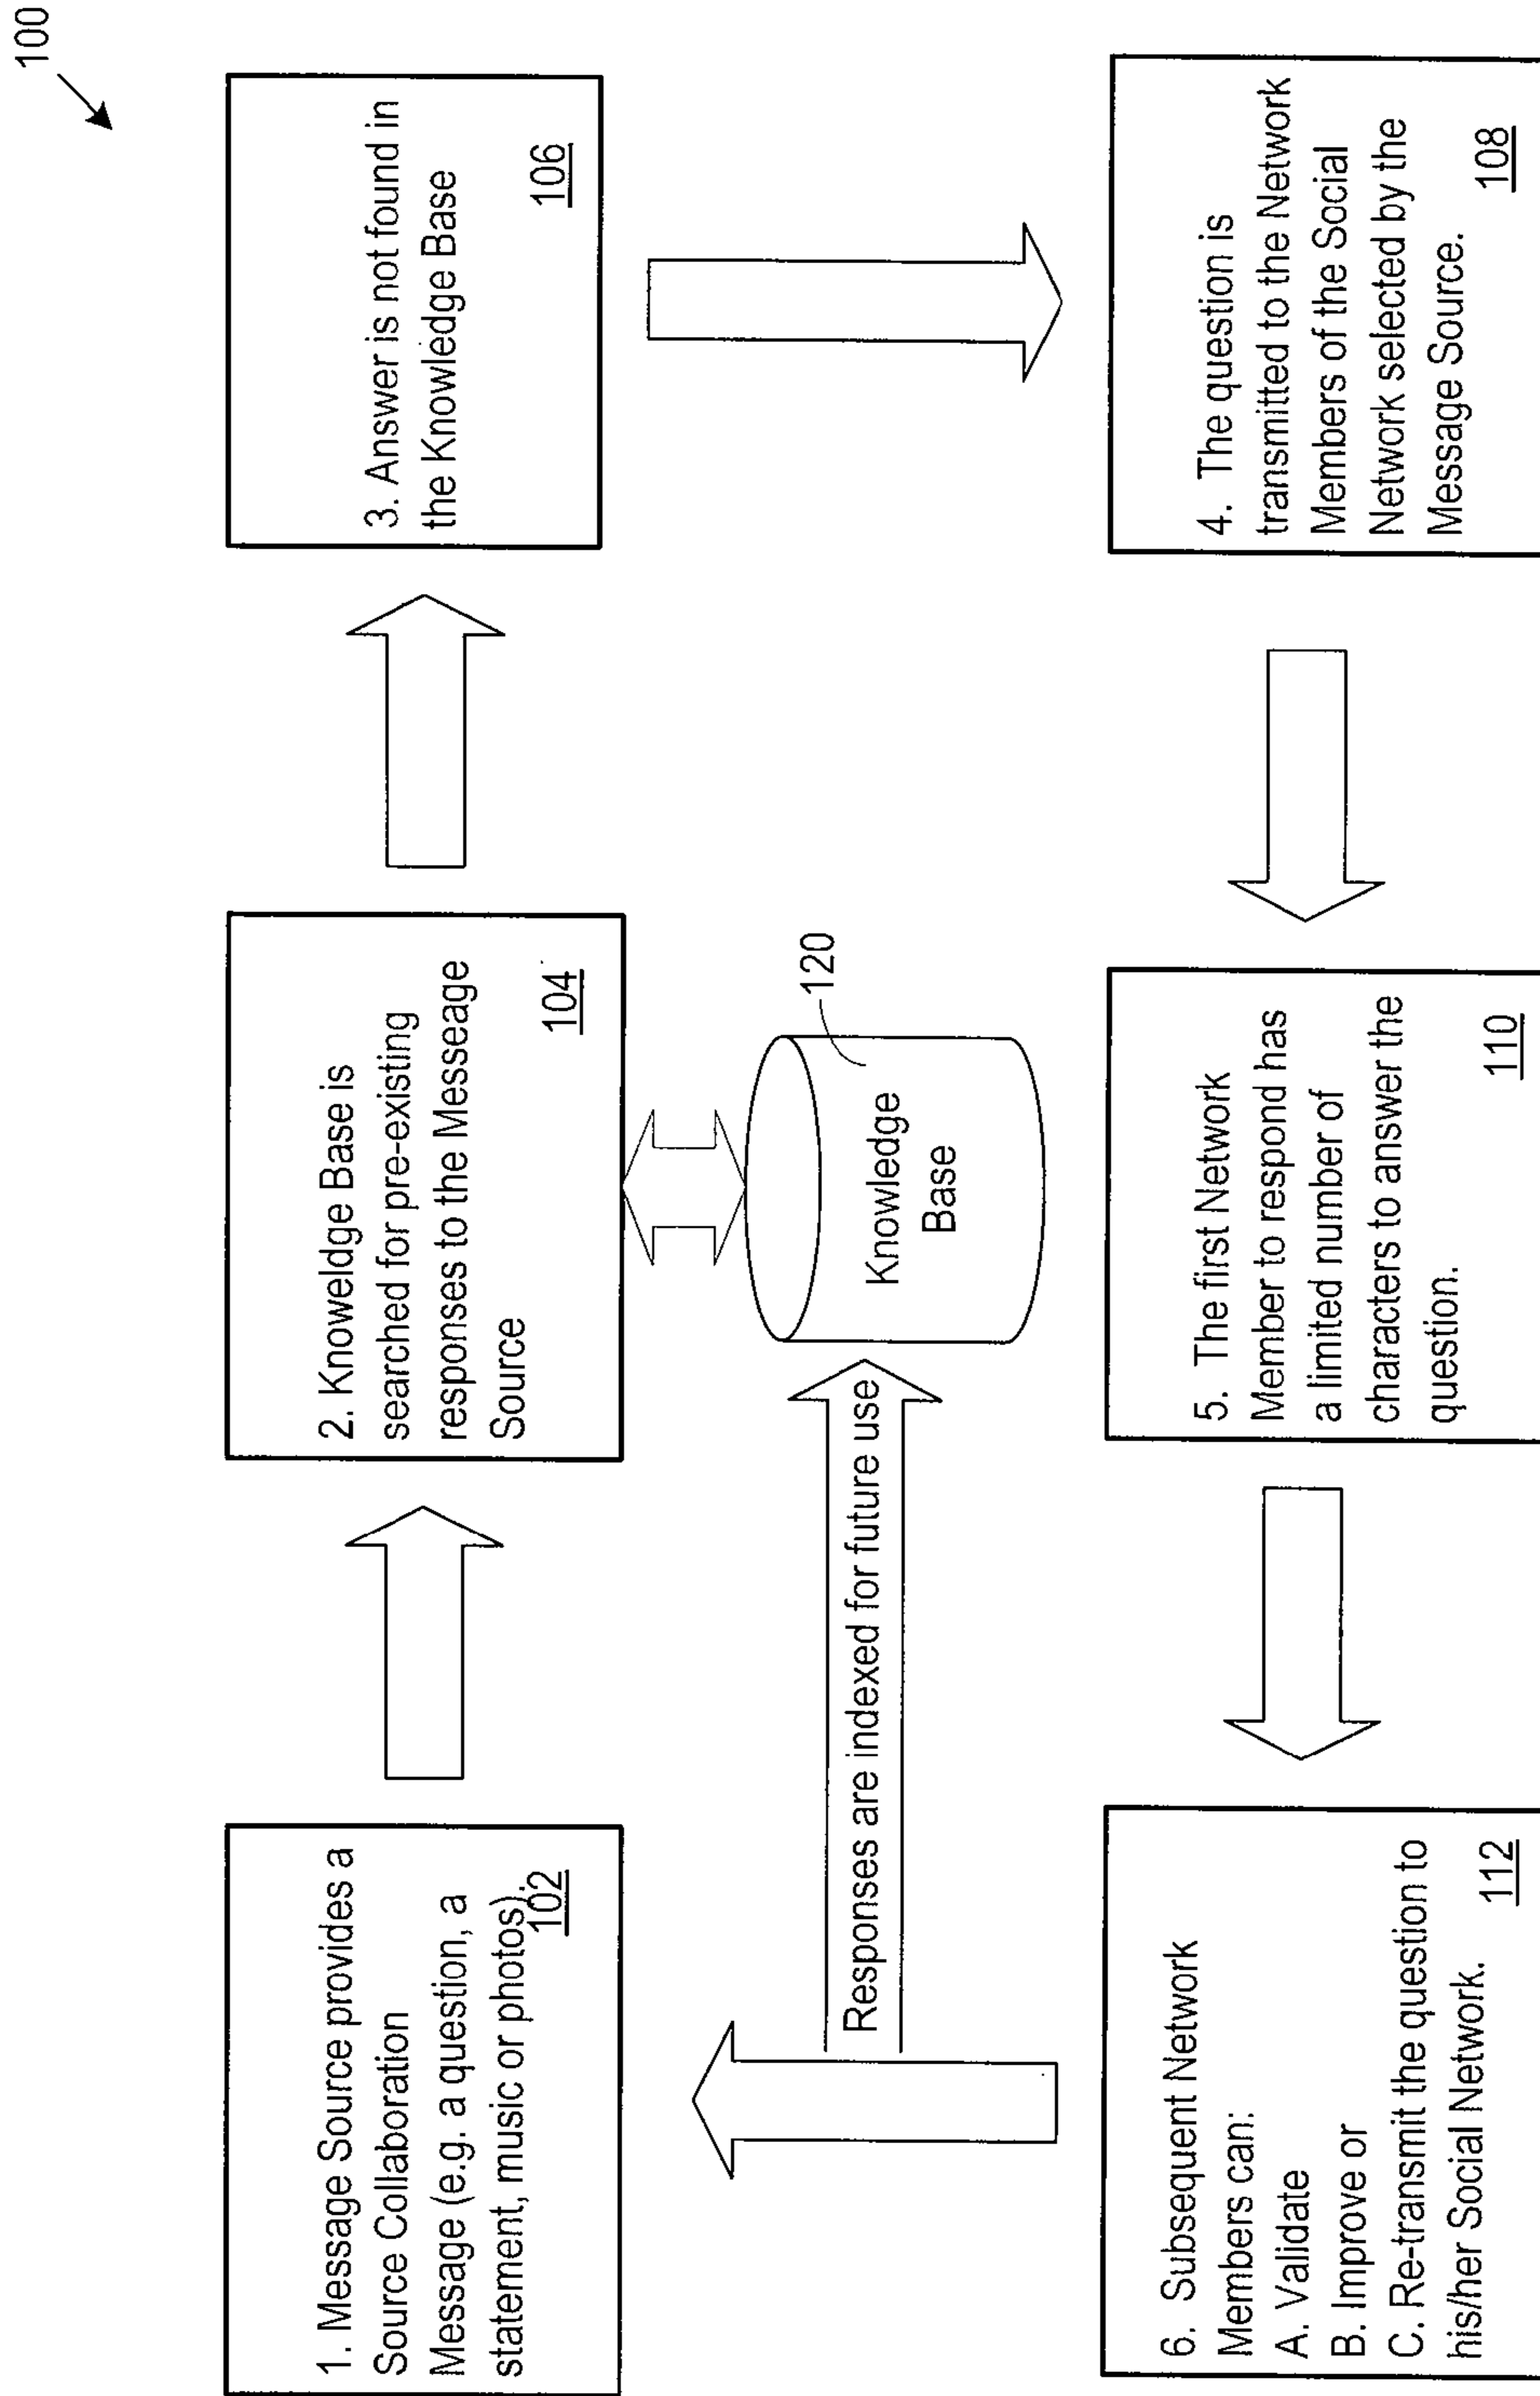 100
1. Message Source provides a
Source Collaboration
Message (e.g. a question, a
statement, music or photos).
102
2. Knoweldge Base is
searched for pre-existing
responses to the Messeage
Source
104
3. Answer is not found in
the Knowledge Base
106
Responses are indexed for future use
Knowledge
Base
120
4. The question is
transmitted to the Network
Members of the Social
Network selected by the
Message Source.
108
5. The first Network
Member to respond has
a limited number of
characters to answer the
question.
110
6. Subsequent Network
Members can:
A. Validate
B. Improve or
C. Re-transmit the question to
his/her Social Network.
112